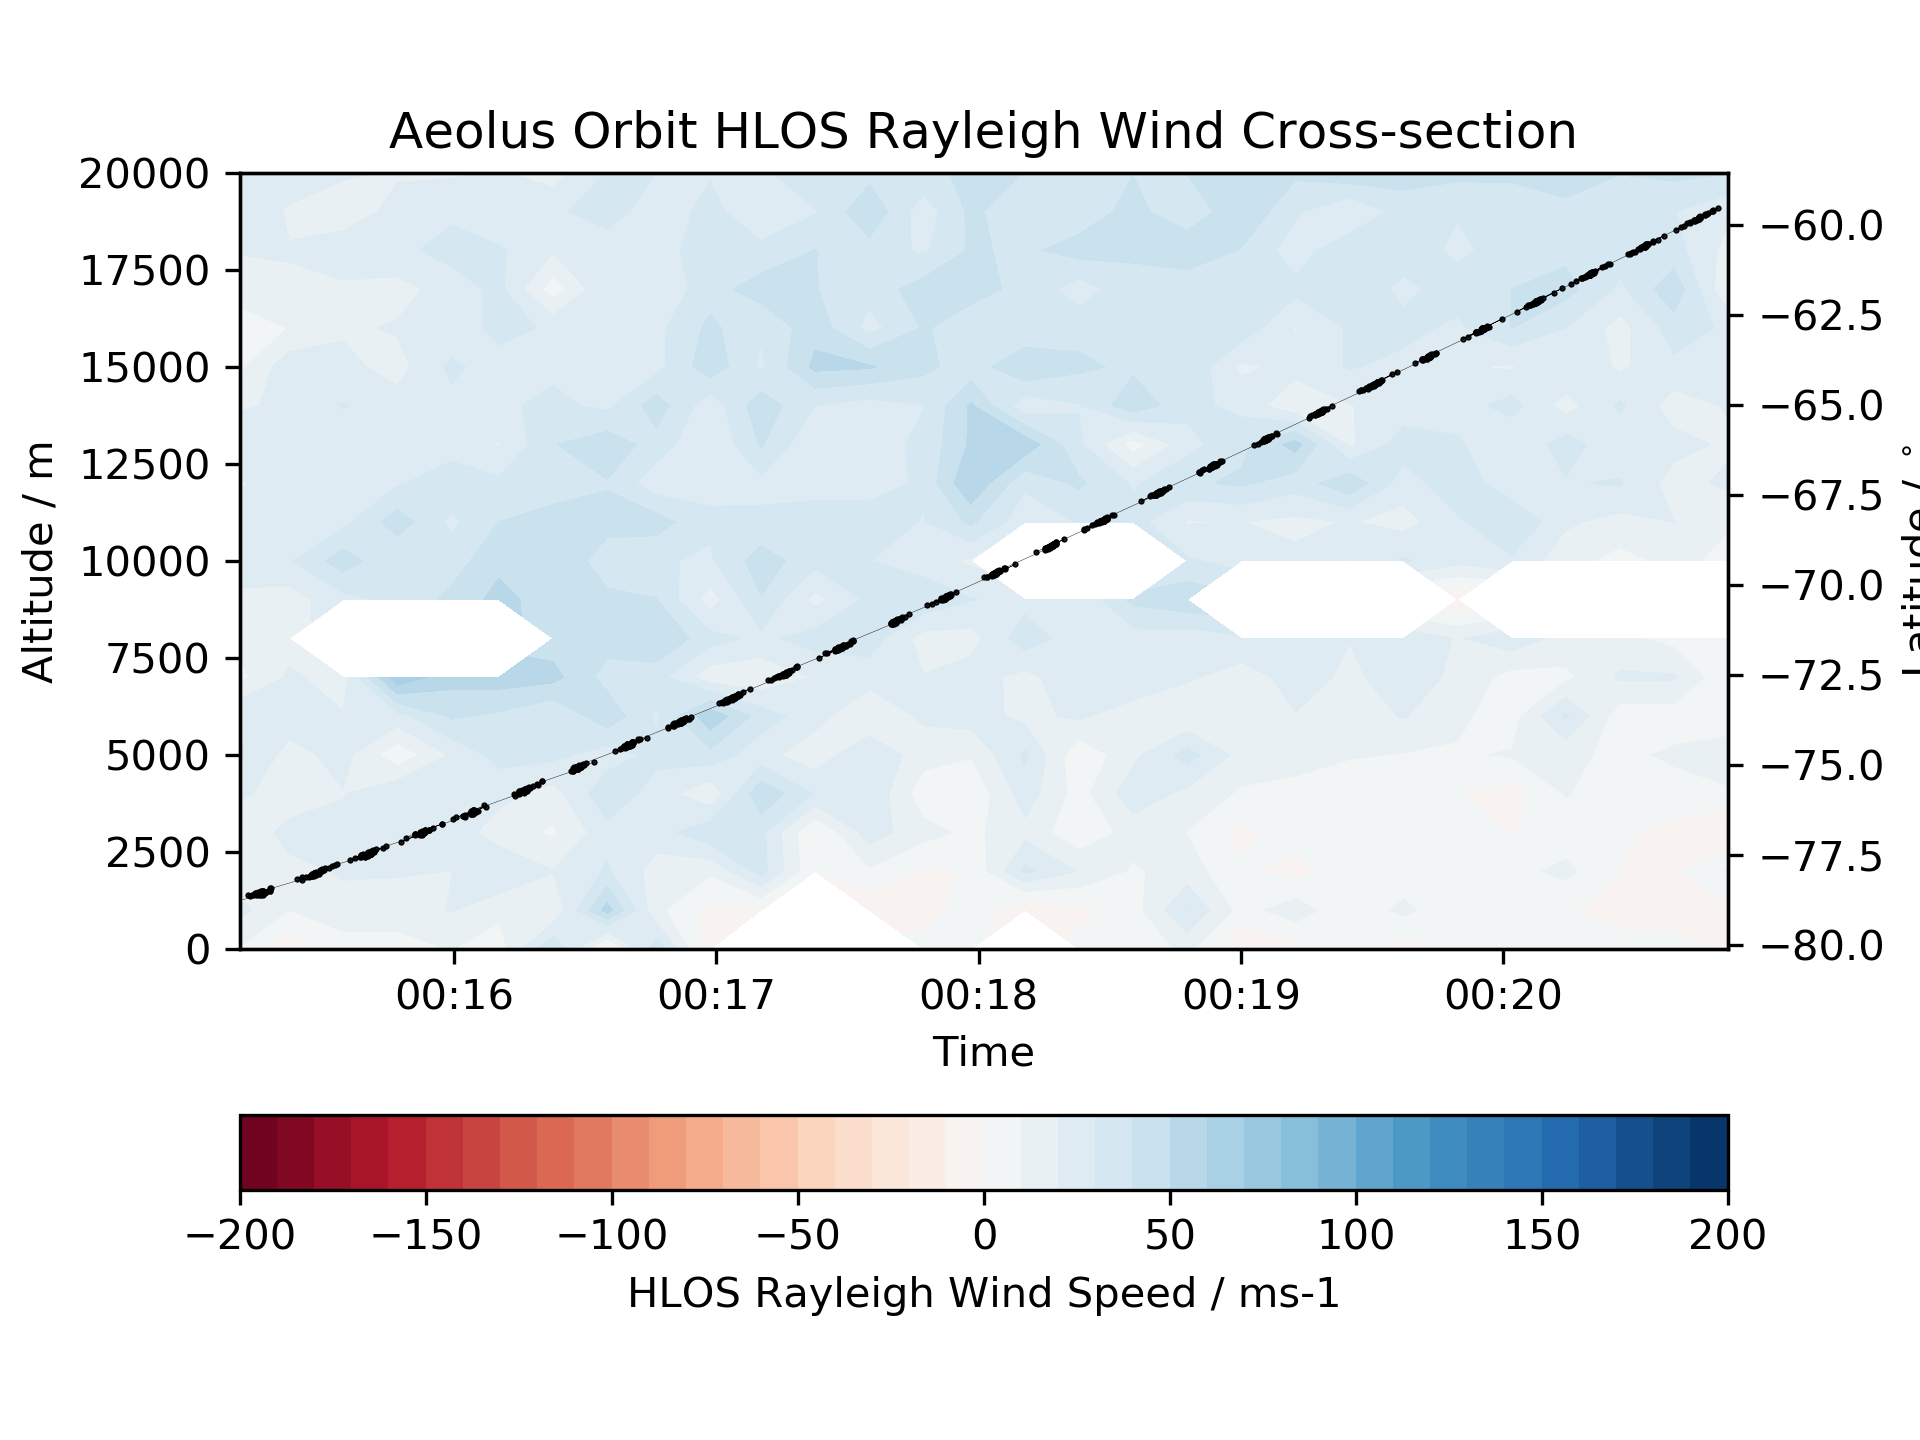 Aeolus Orbit HLOS Rayleigh Wind Cross-section
20000
17500
15000
12500
10000
7500
5000
2500
0
Altitude / m
−60.0
−62.5
−65.0
−67.5
−70.0
−72.5
−75.0
−77.5
−80.0
Latitude / °
00:16 00:17 00:18 00:19 00:20
Time
−200 −150 −100 −50 0 50 100 150 200
HLOS Rayleigh Wind Speed / ms-1